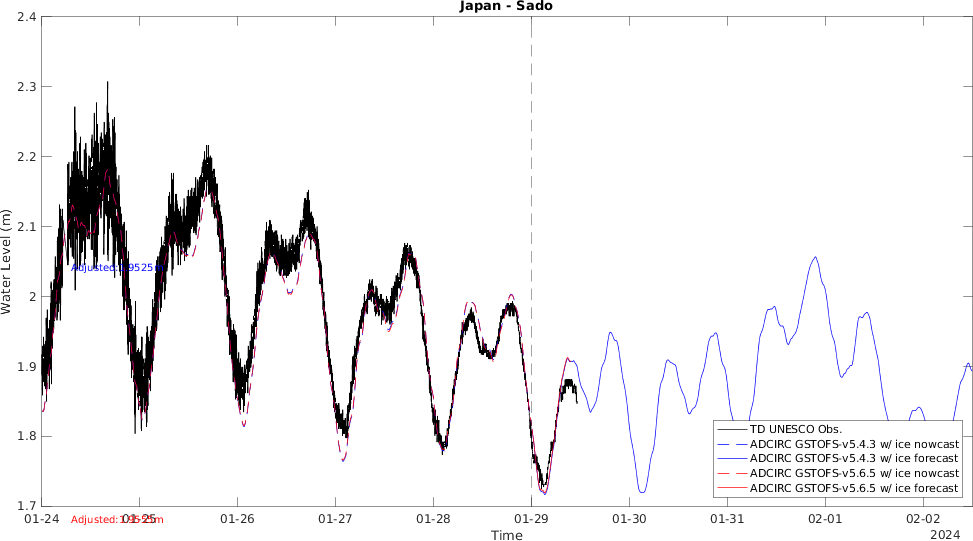 Japan - Sado
2.4
2.3
2.2
2.1
2
1.9
1.8
1.7
Water Level (m)
TD UNESCO Obs.
ADCIRC GSTOFS-v5.4.3 w/ ice nowcast
ADCIRC GSTOFS-v5.4.3 w/ ice forecast
ADCIRC GSTOFS-v5.6.5 w/ ice nowcast
ADCIRC GSTOFS-v5.6.5 w/ ice forecast
01-24 01-25 01-26 01-27 01-28 01-29 01-30 01-31 02-01 02-02
Time
2024